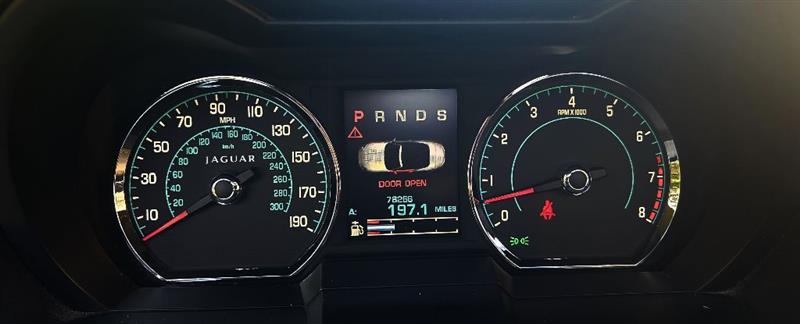 10 30 50 70 90 110 130 150 170 190
MPH
20 40 60 80 100 120 140 160 180 200 220 240 260 280 300
km/h
JAGUAR
P R N D S
DOOR OPEN
78266
A: 197.1 MILES
0 1 2 3 4 5 6 7 8
RPM X 1000